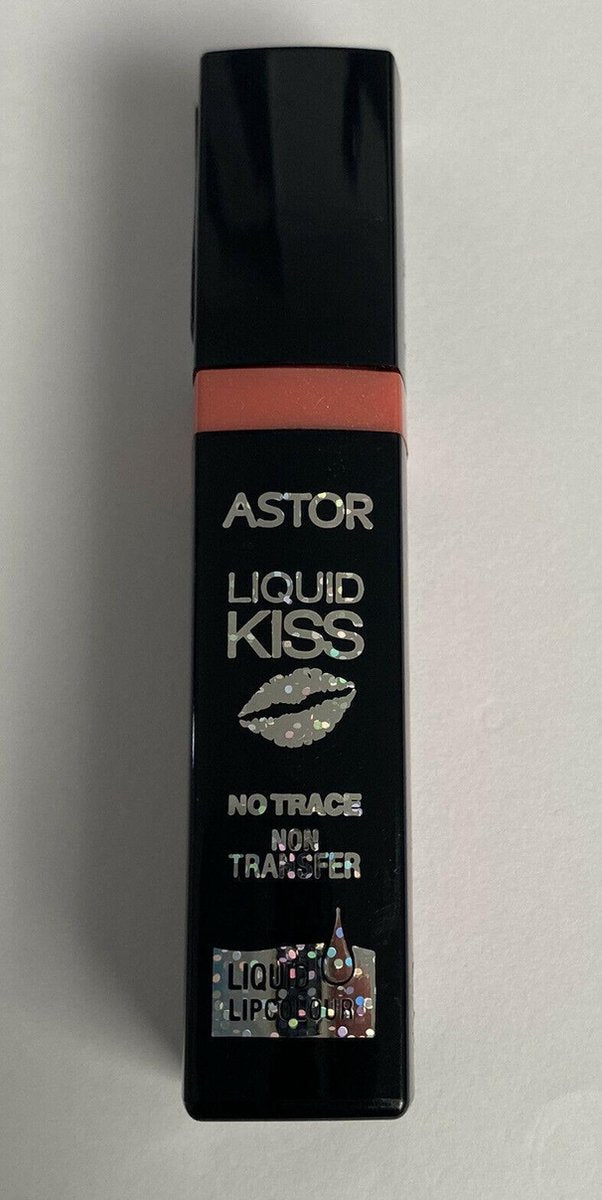 ASTOR
LIQUID
KISS
NO TRACE
NON
TRANSFER
LIQUID
LIPCOLOUR